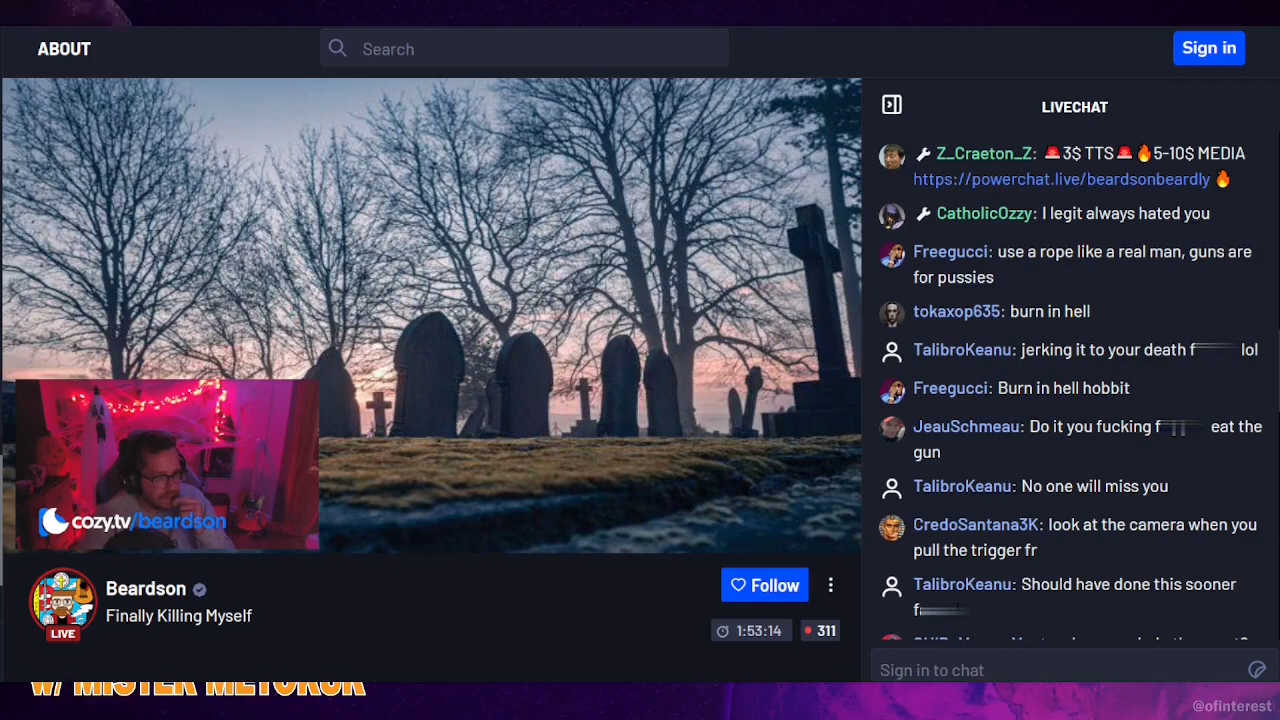 ABOUT
Search
Sign in
LIVECHAT
Z_Craeton_Z: 🚨3$ TTS🚨🔥5-10$ MEDIA
https://powerchat.live/beardsonbeardly 🔥
CatholicOzzy: I legit always hated you
Freegucci: use a rope like a real man, guns are
for pussies
tokaxop635: burn in hell
TalibroKeanu: jerking it to your death f lol
Freegucci: Burn in hell hobbit
JeauSchmeau: Do it you fucking f eat the
gun
TalibroKeanu: No one will miss you
CredoSantana3K: look at the camera when you
pull the trigger fr
TalibroKeanu: Should have done this sooner
f
Sign in to chat
cozy.tv/beardson
Beardson
Finally Killing Myself
LIVE
Follow
1:53:14
311
W/ MISTER METOKUR
@ofinterest